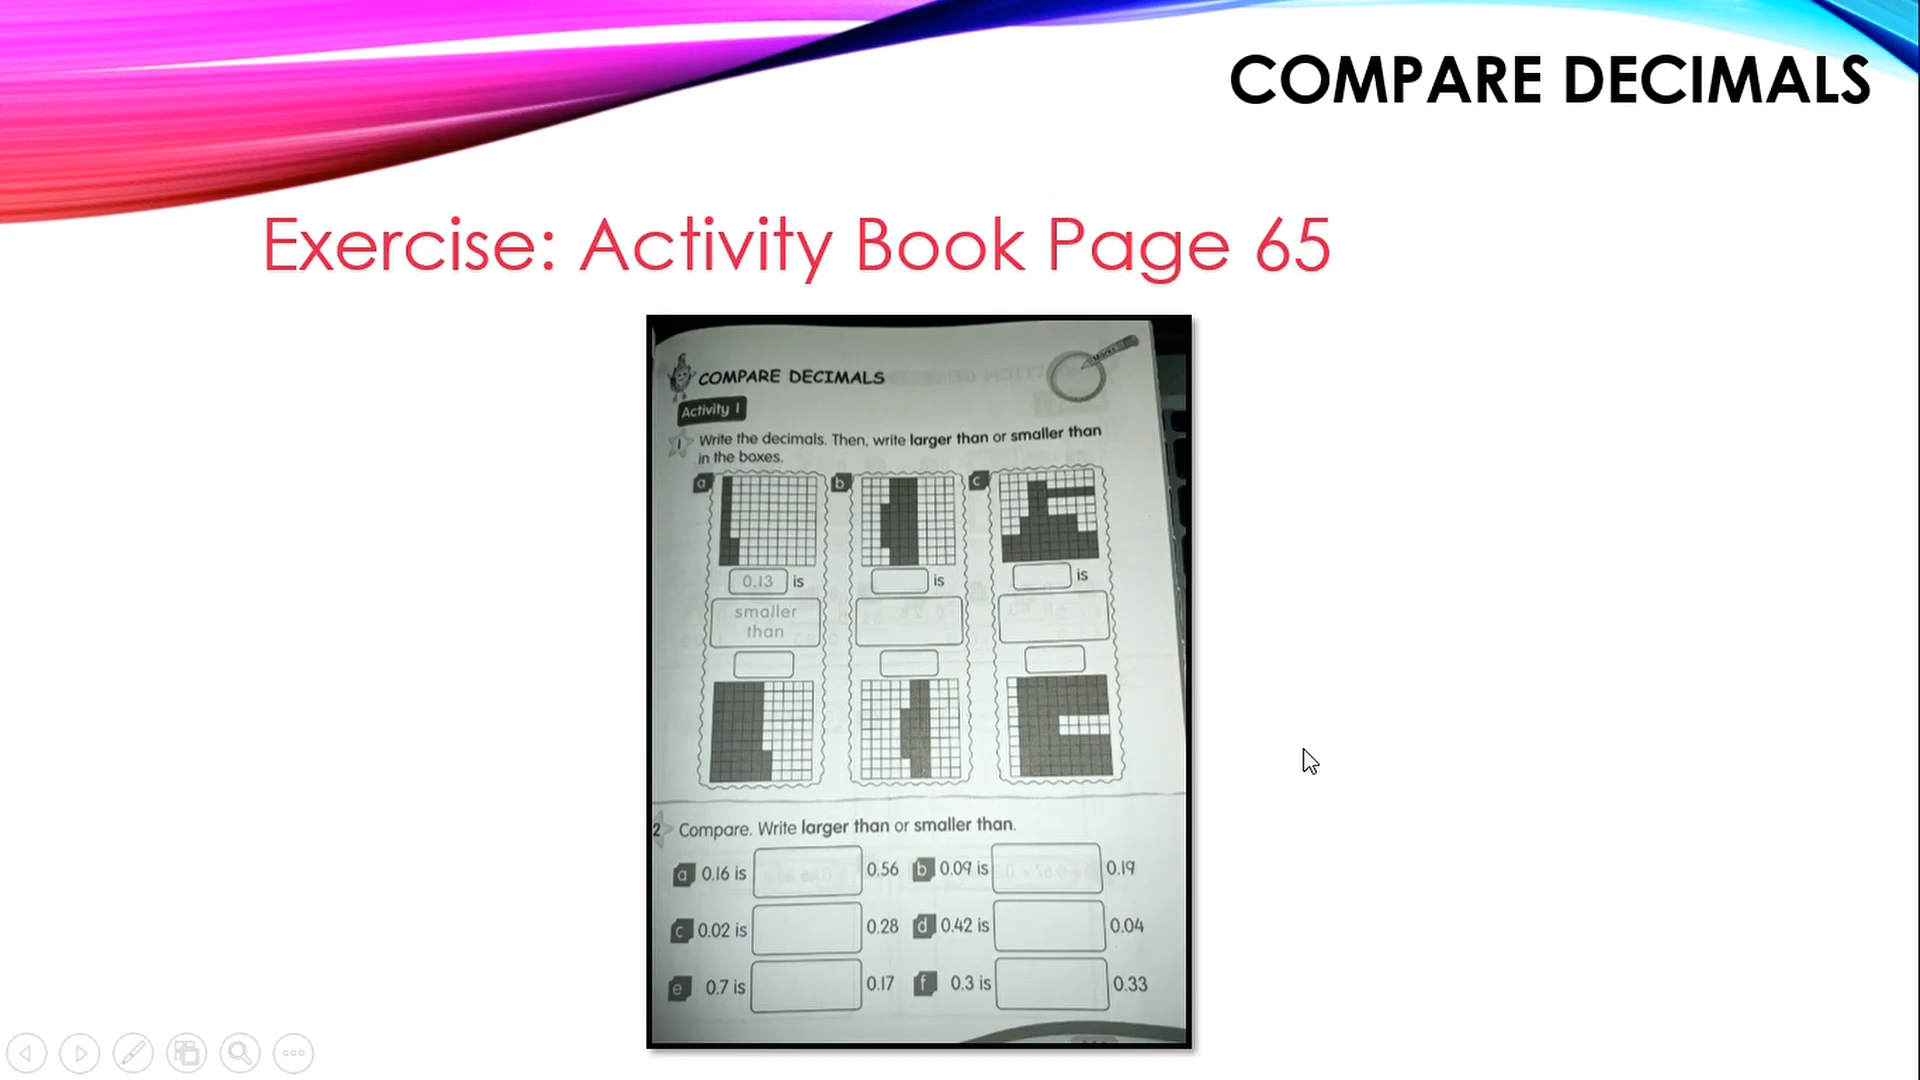 COMPARE DECIMALS
Exercise: Activity Book Page 65
COMPARE DECIMALS
Activity 1
1 Write the decimals. Then, write larger than or smaller than
in the boxes.
a b c
0.13 is is is
smaller
than
2 Compare. Write larger than or smaller than.
a 0.16 is 0.56 b 0.09 is 0.19
c 0.02 is 0.28 d 0.42 is 0.04
e 0.7 is 0.17 f 0.3 is 0.33